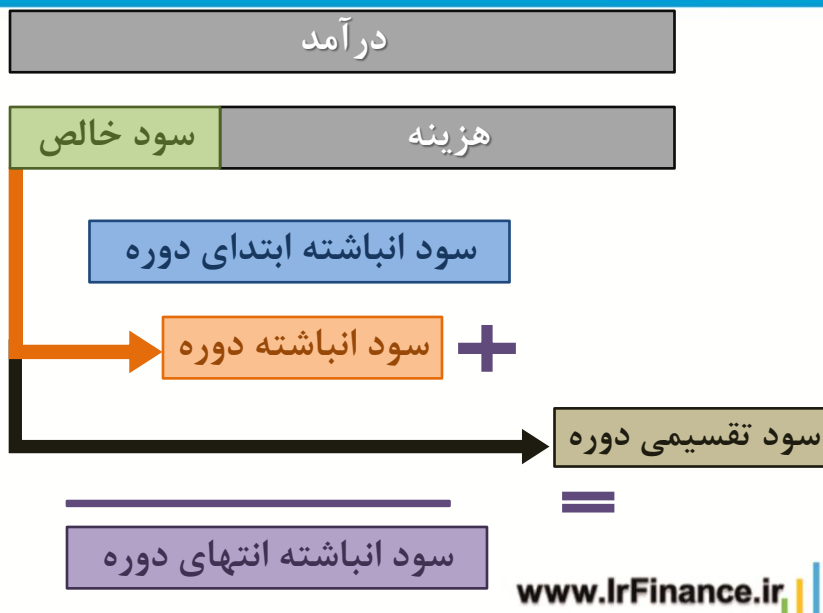 درآمد
سود خالص
هزینه
سود انباشته ابتدای دوره
سود انباشته دوره
+
سود تقسیمی دوره
=
سود انباشته انتهای دوره
www.IrFinance.ir